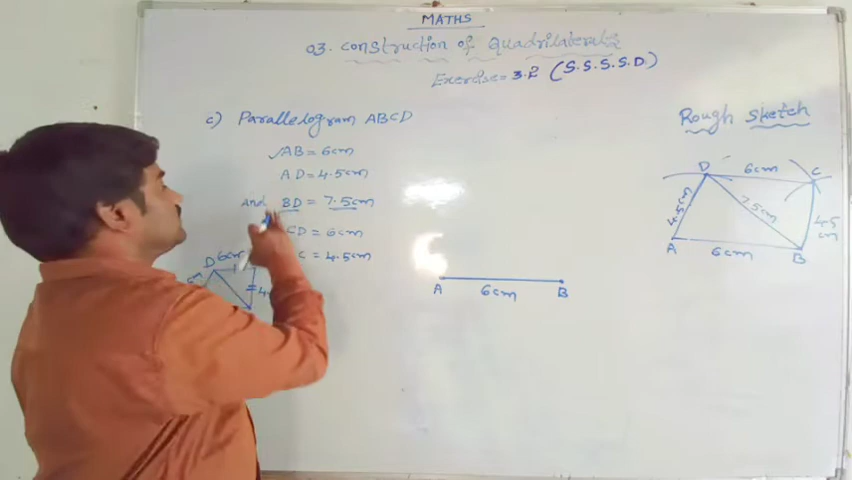 MATHS
03. Construction of Quadrilaterals
Exercise = 3.2 (S.S.S.S.D.)
c) Parallelogram ABCD
AB = 6cm
AD = 4.5cm
And BD = 7.5cm
CD = 6cm
C = 4.5cm
D 6cm
A 6cm B
Rough Sketch
D 6cm C
4.5cm 7.5cm 4.5 cm
A 6cm B